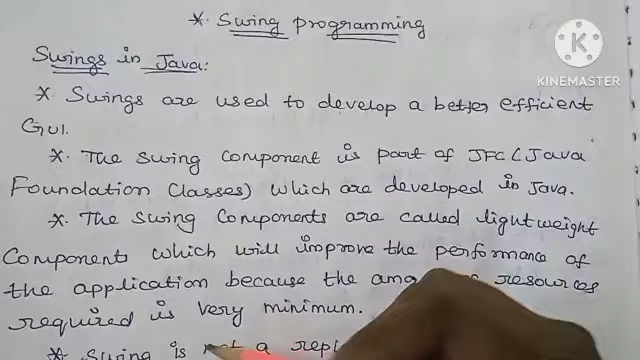 * Swing programming
Swings in Java:
* Swings are used to develop a better efficient
GUI.
* The Swing component is part of JFC (Java
Foundation Classes) which are developed in Java.
* The Swing Components are called lightweight
Components which will improve the performance of
the application because the resources
required is very minimum.
* Swing is a
KINEMASTER